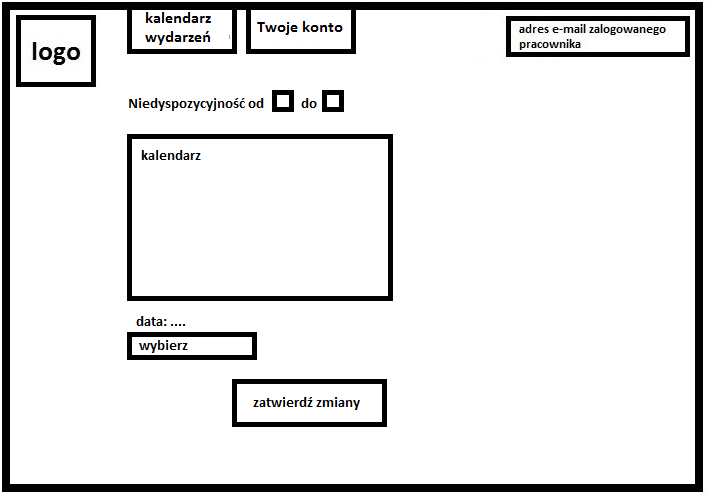 logo
kalendarz
wydarzeń
Twoje konto
adres e-mail zalogowanego
pracownika
Niedyspozycyjność od do
kalendarz
data: ....
wybierz
zatwierdź zmiany